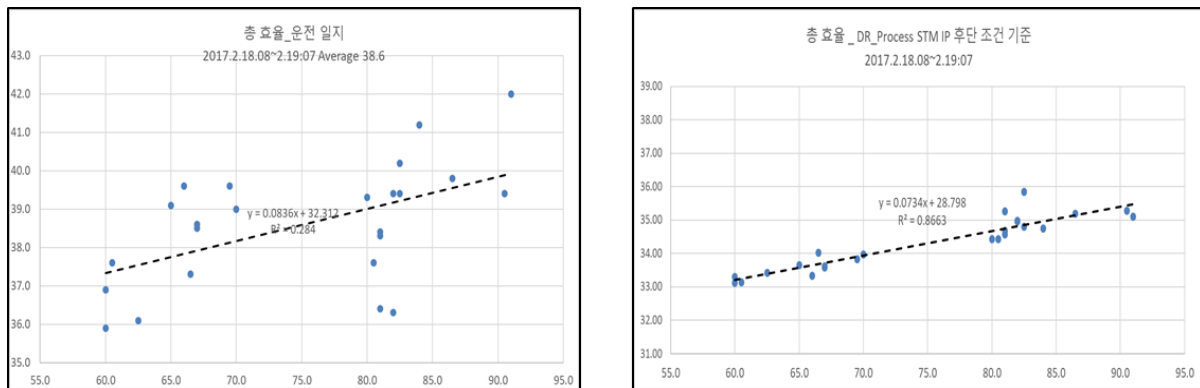 총 효율_운전 일지
2017.2.18.08~2.19:07 Average 38.6
43.0
42.0
41.0
40.0
39.0
38.0
37.0
36.0
35.0
y = 0.0836x + 32.312
R² = 0.284
55.0 60.0 65.0 70.0 75.0 80.0 85.0 90.0 95.0
총 효율 _ DR_Process STM IP 후단 조건 기준
2017.2.18.08~2.19:07
39.00
37.00
36.00
35.00
34.00
33.00
32.00
31.00
y = 0.0734x + 28.798
R² = 0.8663
55.0 60.0 65.0 70.0 75.0 80.0 85.0 90.0 95.0